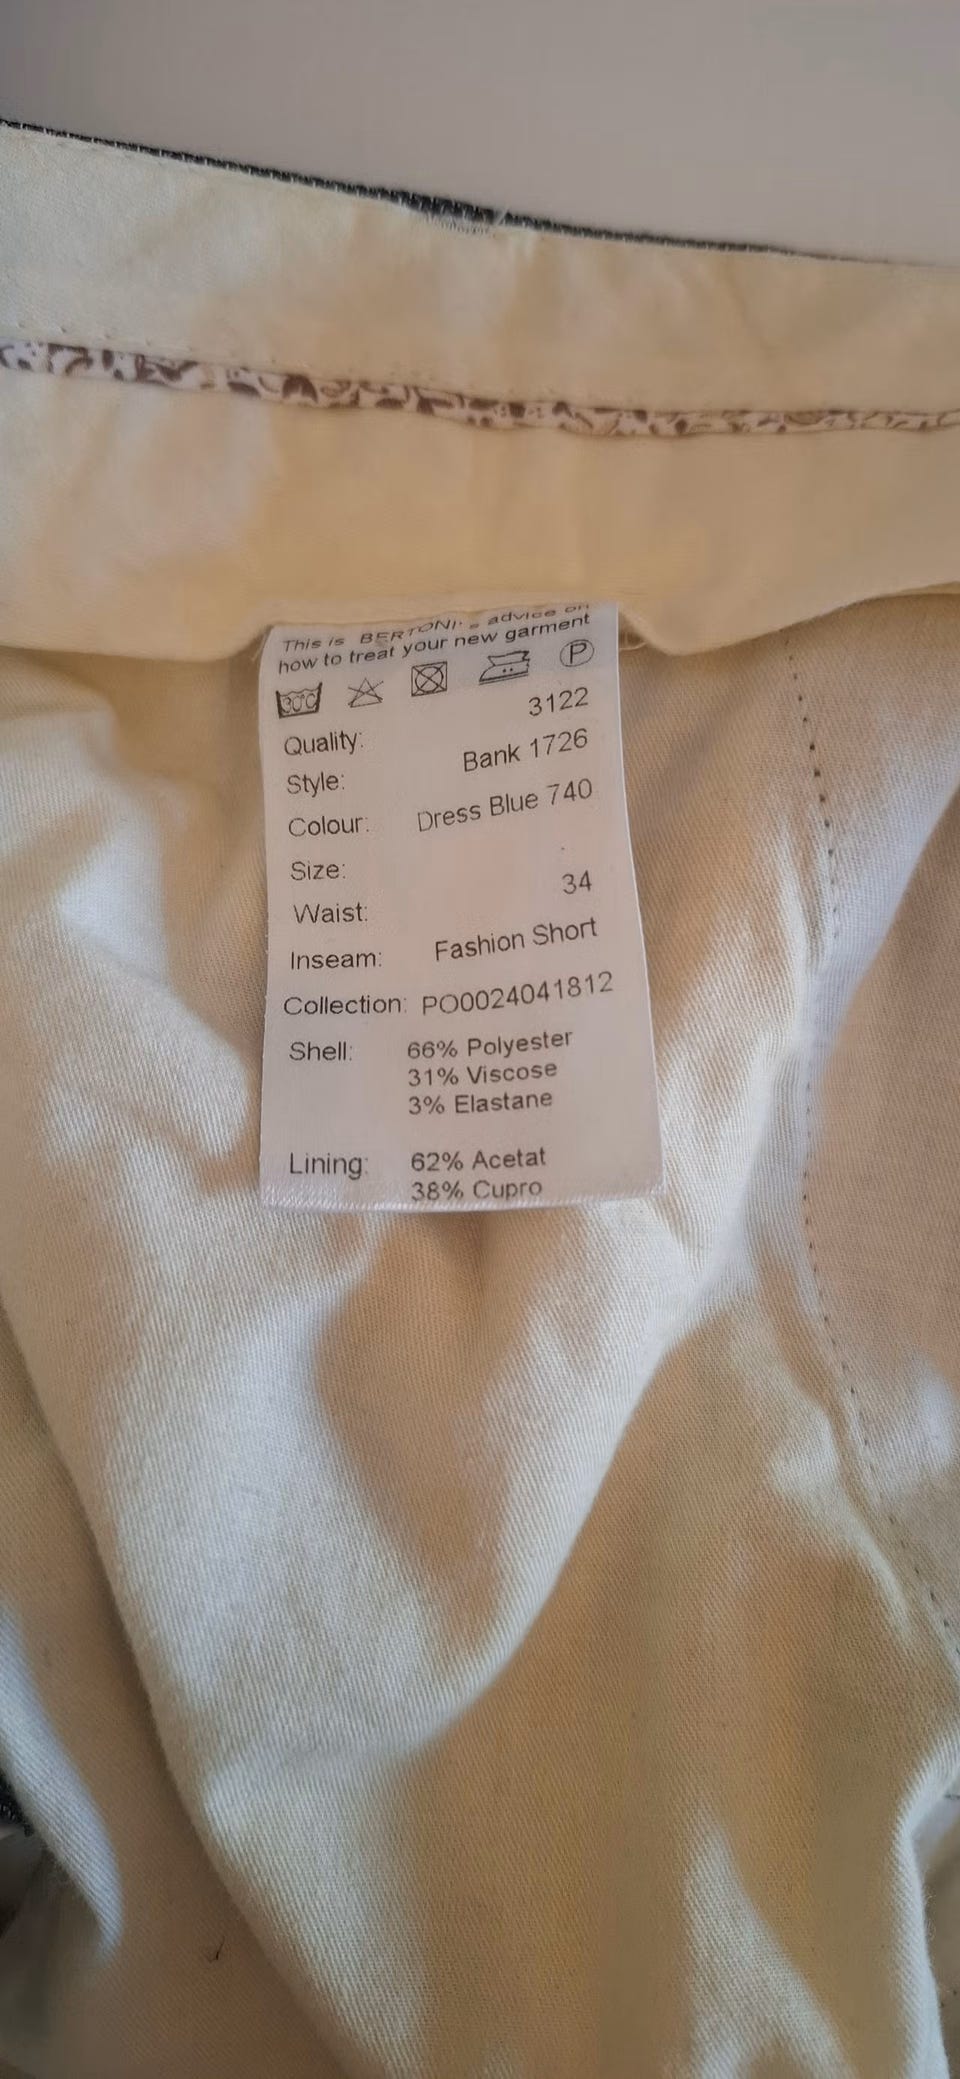 This is BERTONI's advice on
how to treat your new garment
30°C P
Quality: 3122
Style: Bank 1726
Colour: Dress Blue 740
Size:
Waist: 34
Inseam: Fashion Short
Collection: PO0024041812
Shell: 66% Polyester
31% Viscose
3% Elastane
Lining: 62% Acetat
38% Cupro